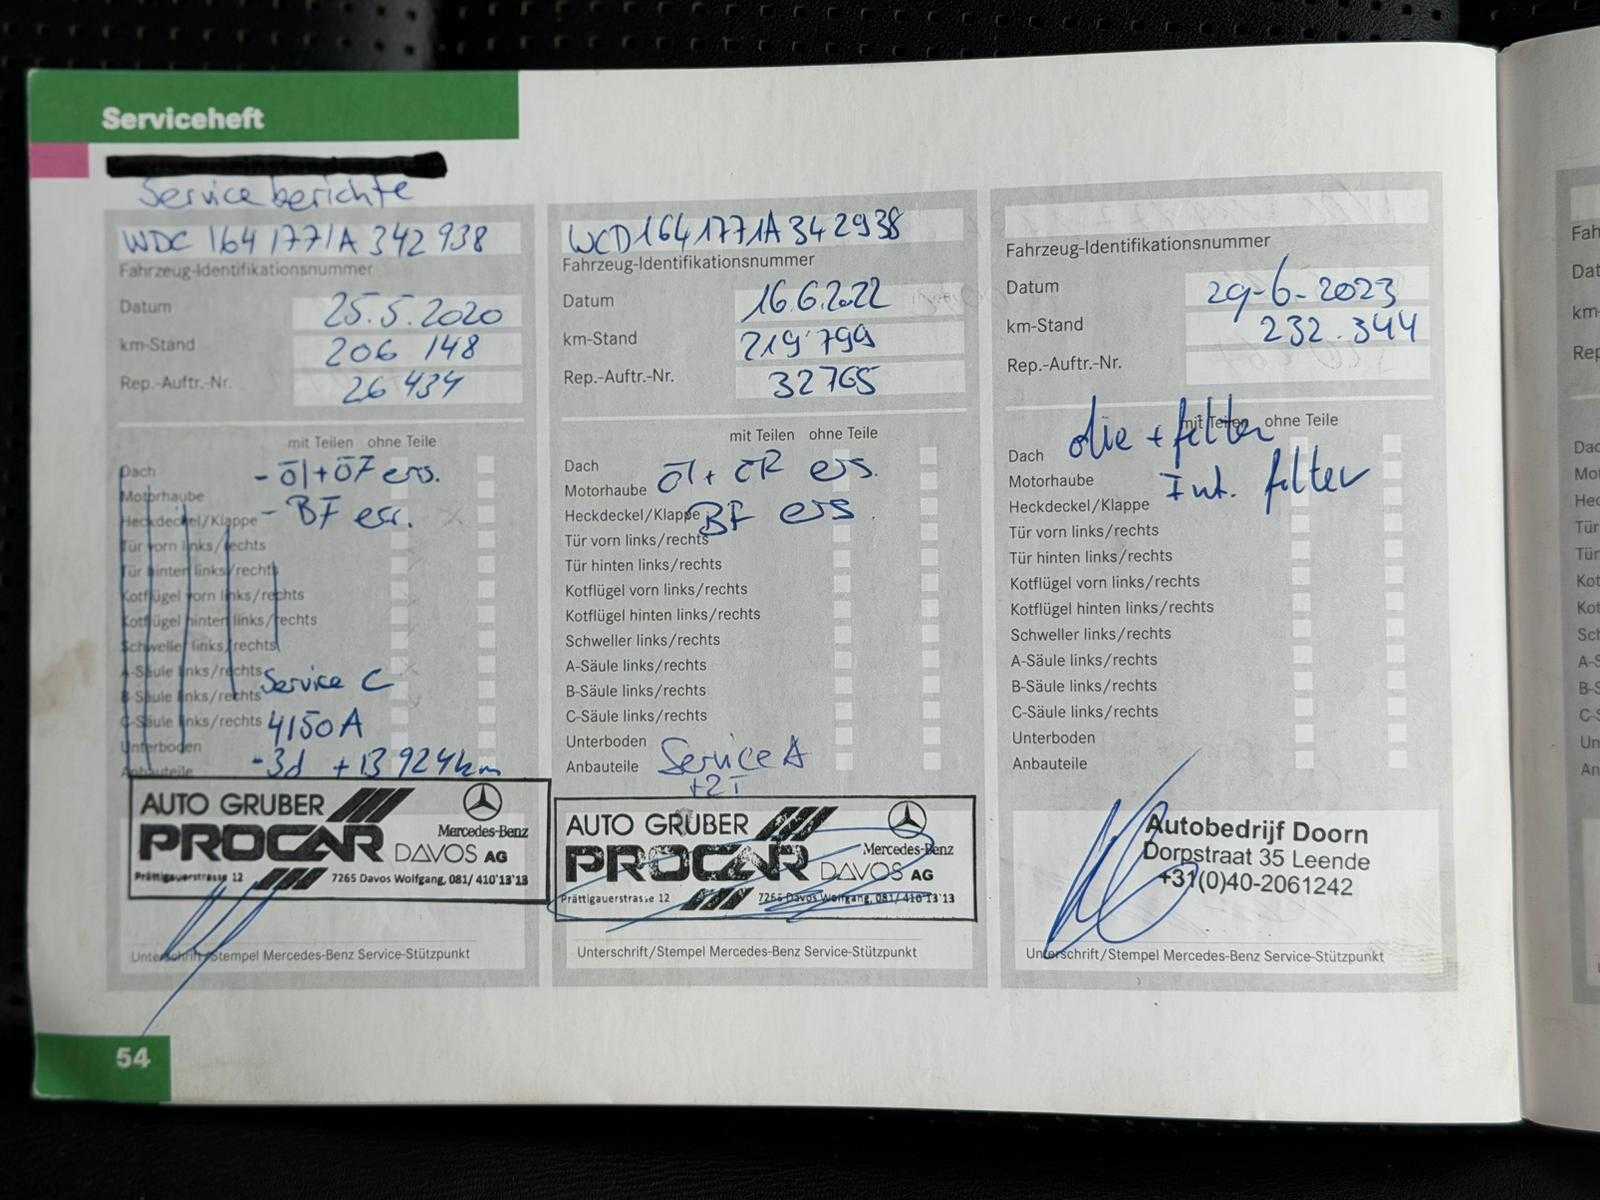 Serviceheft
Serviceberichte
WDC 1641771A 342 938
Fahrzeug-Identifikationsnummer
Datum 25.5.2020
km-Stand 206 148
Rep.-Auftr.-Nr. 26 434
mit Teilen ohne Teile
Dach - öl+öF ers.
Motorhaube
Heckdeckel/Klappe - BF ers.
Tür vorn links/rechts
Tür hinten links/rechts
Kotflügel vorn links/rechts
Kotflügel hinten links/rechts
Schweller links/rechts
A-Säule links/rechts Service C
B-Säule links/rechts
C-Säule links/rechts 4150A
Unterboden
Anbauteile -3d +13924km
AUTO GRUBER
PROCAR DAVOS AG
Mercedes-Benz
Prättigauerstrasse 12 7265 Davos Wolfgang, 081/ 410'13'13
Unterschrift/Stempel Mercedes-Benz Service-Stützpunkt
WCD1641771A342938
Fahrzeug-Identifikationsnummer
Datum 16.6.2022
km-Stand 219'799
Rep.-Auftr.-Nr. 32765
mit Teilen ohne Teile
Dach
Motorhaube öl+ ers.
Heckdeckel/Klappe BF ers.
Tür vorn links/rechts
Tür hinten links/rechts
Kotflügel vorn links/rechts
Kotflügel hinten links/rechts
Schweller links/rechts
A-Säule links/rechts
B-Säule links/rechts
C-Säule links/rechts
Unterboden
Anbauteile Service A
AUTO GRUBER
PROCAR DAVOS AG
Mercedes-Benz
Prättigauerstrasse 12 7265 Davos Wolfgang, 081/ 410'13'13
Unterschrift/Stempel Mercedes-Benz Service-Stützpunkt
Fahrzeug-Identifikationsnummer
Datum 29-6-2023
km-Stand 232.344
Rep.-Auftr.-Nr.
mit Teilen ohne Teile
Dach olie + filter
Motorhaube Int. filter
Heckdeckel/Klappe
Tür vorn links/rechts
Tür hinten links/rechts
Kotflügel vorn links/rechts
Kotflügel hinten links/rechts
Schweller links/rechts
A-Säule links/rechts
B-Säule links/rechts
C-Säule links/rechts
Unterboden
Anbauteile
Autobedrijf Doorn
Dorpstraat 35 Leende
+31(0)40-2061242
Unterschrift/Stempel Mercedes-Benz Service-Stützpunkt
54